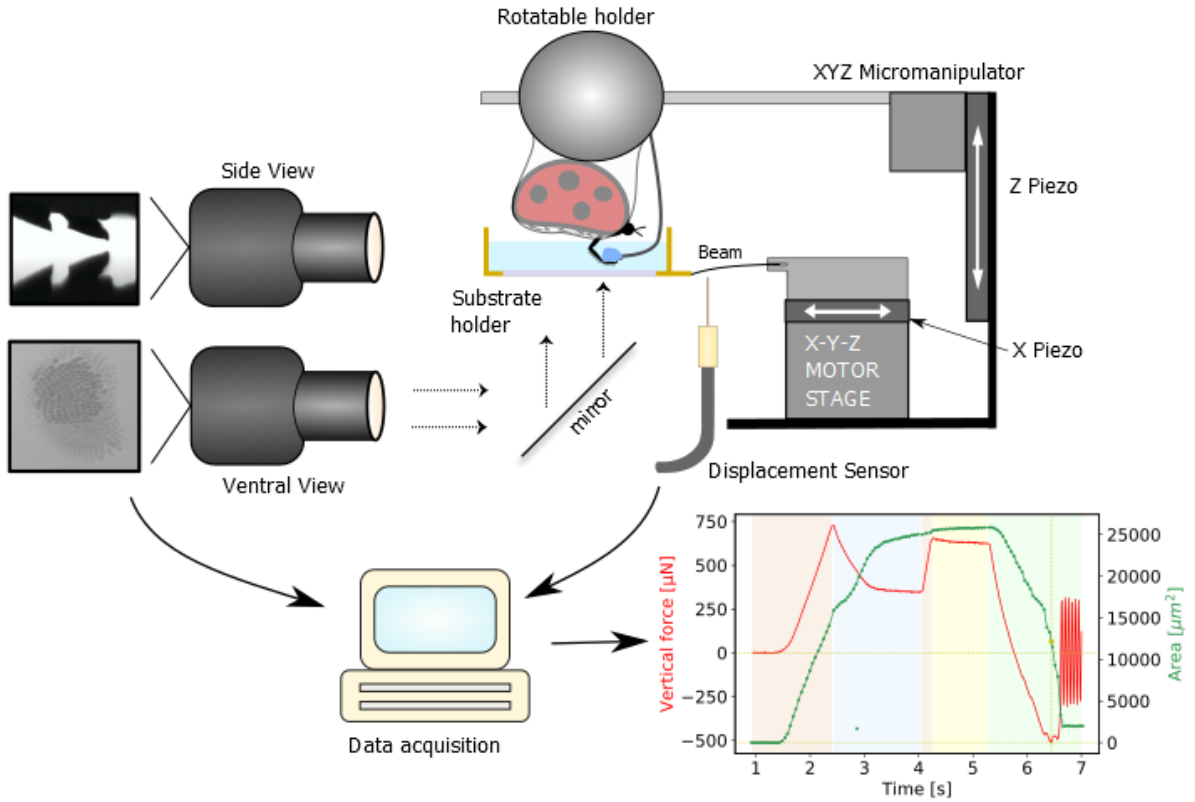 Rotatable holder
XYZ Micromanipulator
Side View
Z Piezo
Beam
Substrate
holder
X Piezo
X-Y-Z
MOTOR
STAGE
mirror
Ventral View
Displacement Sensor
Data acquisition
Vertical force [µN]
750
500
250
0
−250
−500
1
2
3
4
5
6
7
Time [s]
25000
20000
15000
10000
5000
0
Area [µm²]